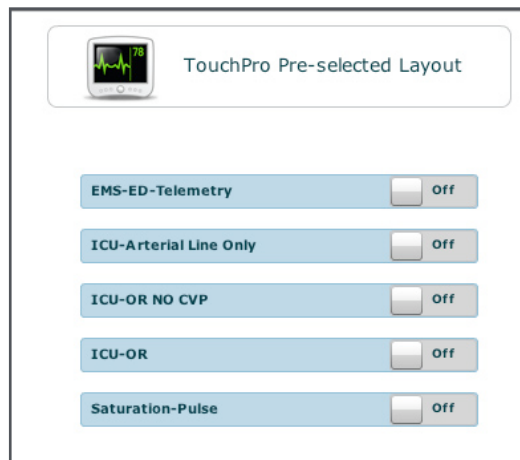 78
TouchPro Pre-selected Layout
EMS-ED-Telemetry Off
ICU-Arterial Line Only Off
ICU-OR NO CVP Off
ICU-OR Off
Saturation-Pulse Off